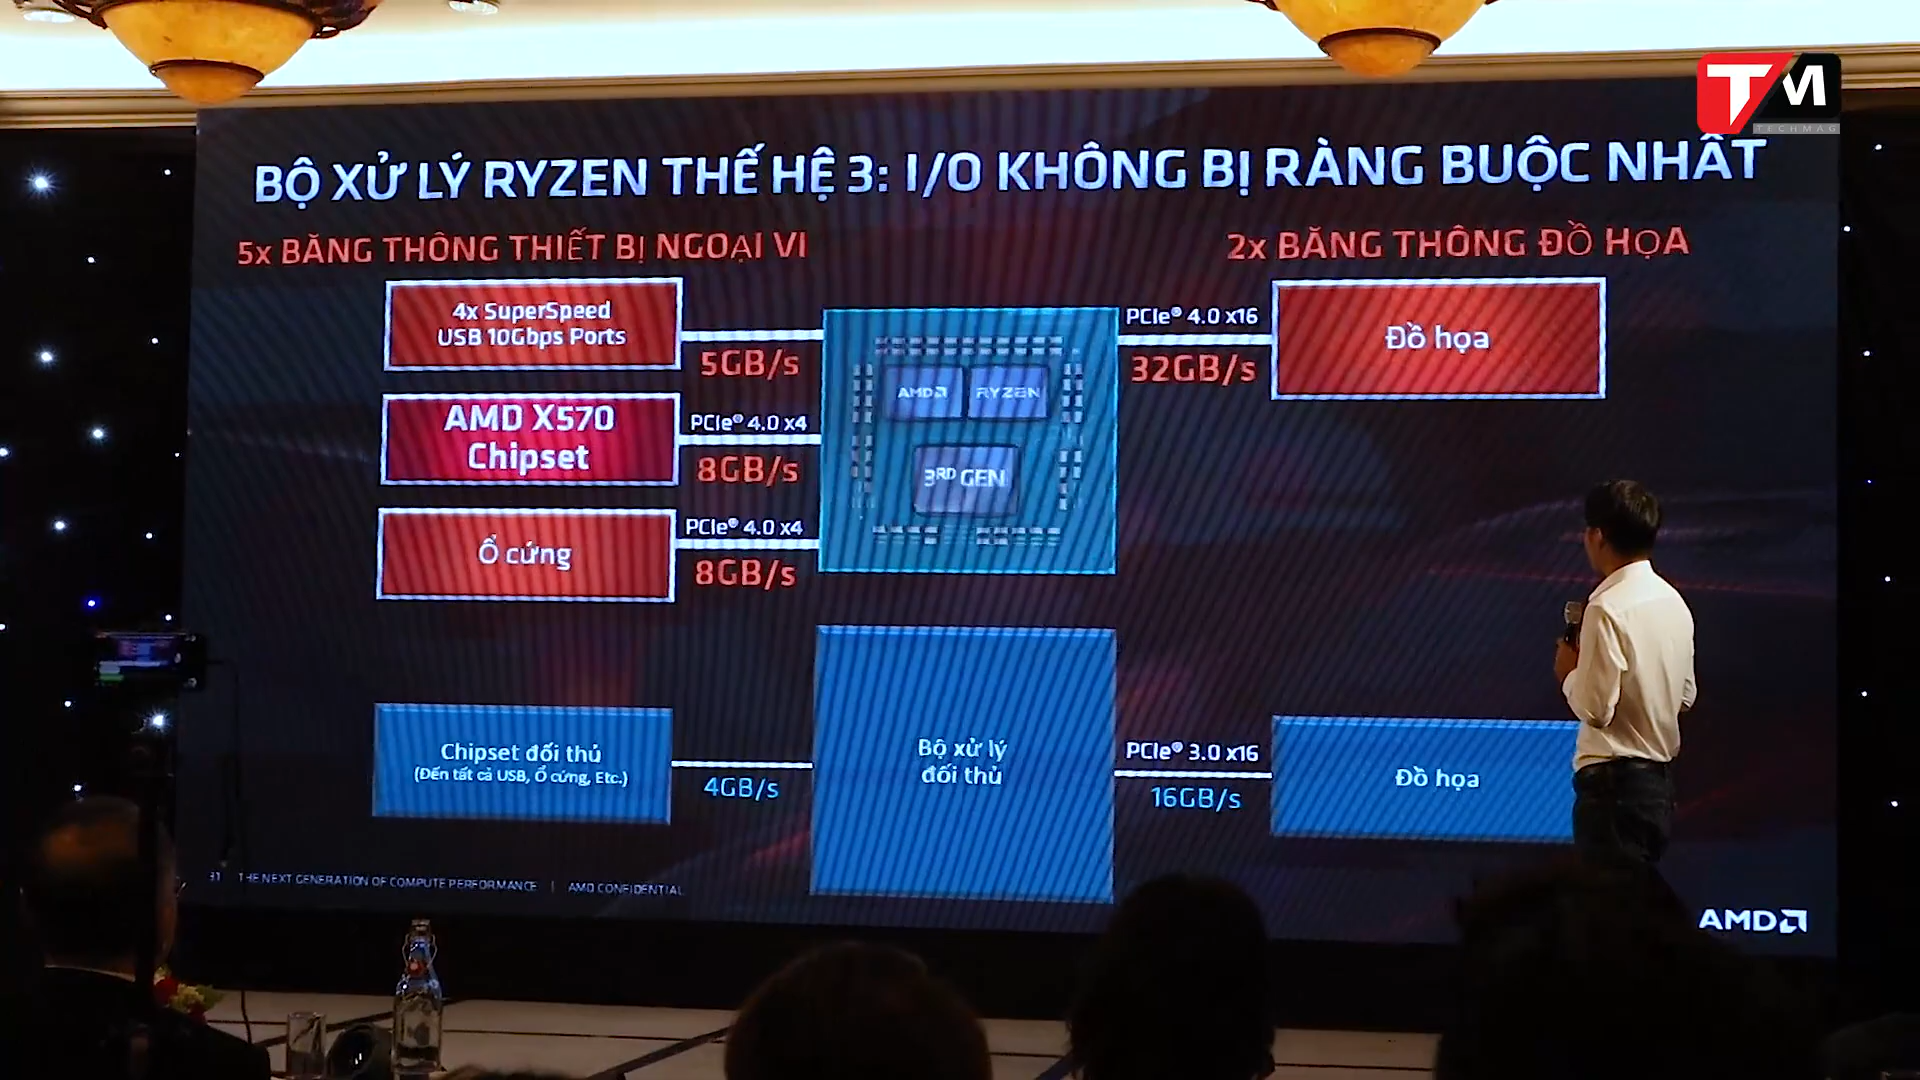 TM
TECHMAG
BỘ XỬ LÝ RYZEN THẾ HỆ 3: I/O KHÔNG BỊ RÀNG BUỘC NHẤT
5x BĂNG THÔNG THIẾT BỊ NGOẠI VI
2x BĂNG THÔNG ĐỒ HỌA
4x SuperSpeed
USB 10Gbps Ports
5GB/s
AMD X570
Chipset
PCIe® 4.0 x4
8GB/s
Ổ cứng
PCIe® 4.0 x4
8GB/s
AMD
RYZEN
3RD GEN
PCIe® 4.0 x16
32GB/s
Đồ họa
Chipset đối thủ
(Đến tất cả USB, Ổ cứng, Etc.)
4GB/s
Bộ xử lý
đối thủ
PCIe® 3.0 x16
16GB/s
Đồ họa
31 THE NEXT GENERATION OF COMPUTE PERFORMANCE | AMD CONFIDENTIAL
AMD